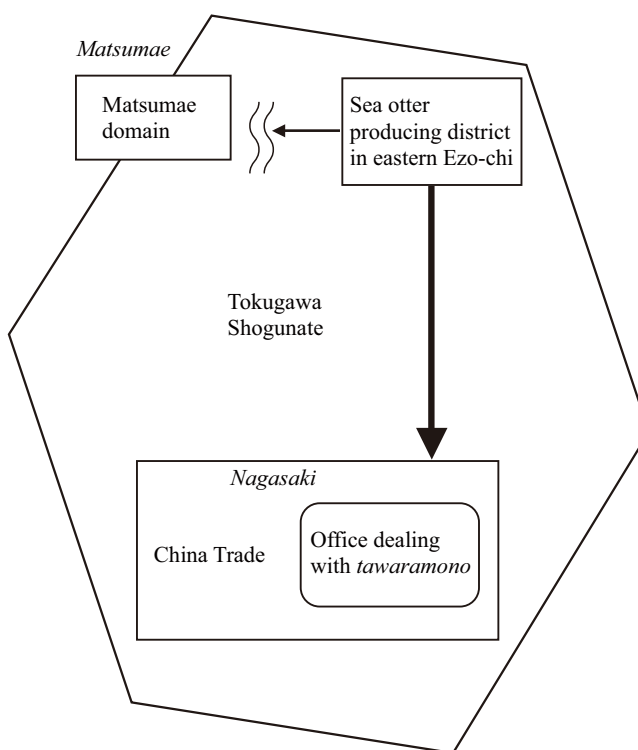 Matsumae
Matsumae
domain
Sea otter
producing district
in eastern Ezo-chi
Tokugawa
Shogunate
Nagasaki
China Trade
Office dealing
with tawaramono